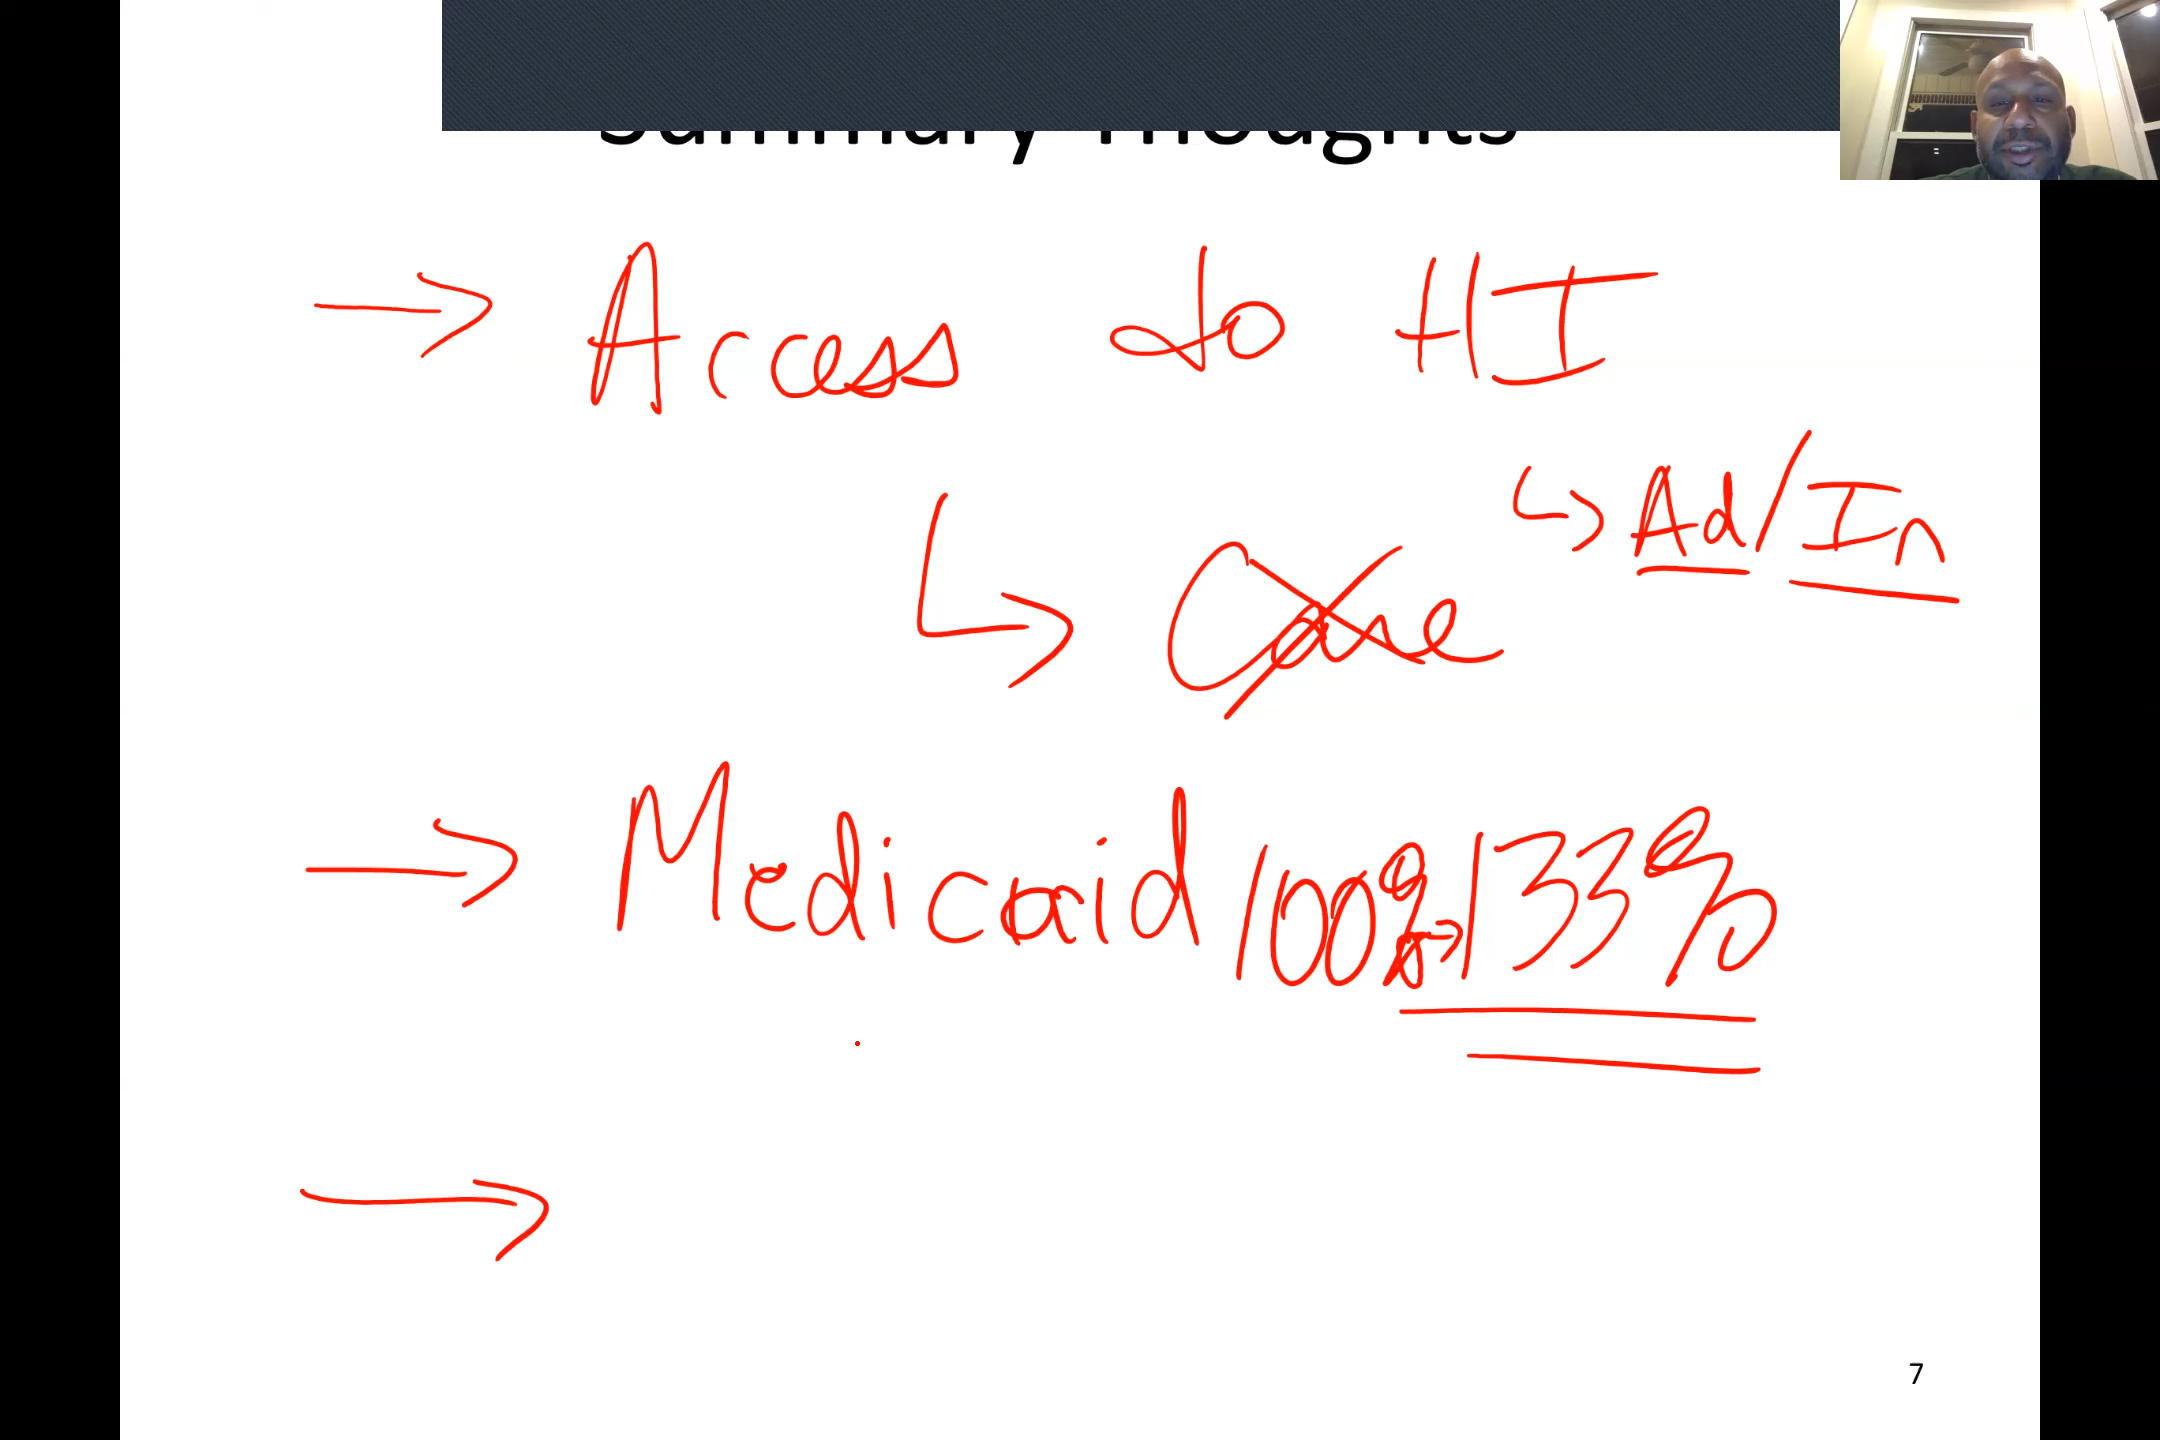 Summary Thoughts
→ Access to HI
↳ Ad/In
↳ Care
→ Medicaid 100% → 133%
→
7